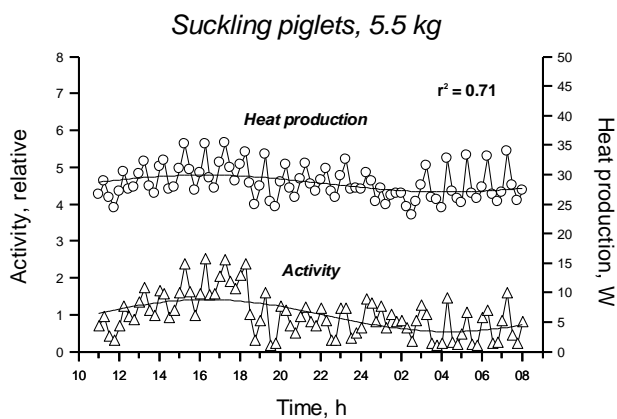 Suckling piglets, 5.5 kg
8
7
6
5
4
3
2
1
0
50
45
40
35
30
25
20
15
10
5
0
r² = 0.71
Heat production
Activity
Activity, relative
Heat production, W
10 12 14 16 18 20 22 24 02 04 06 08
Time, h